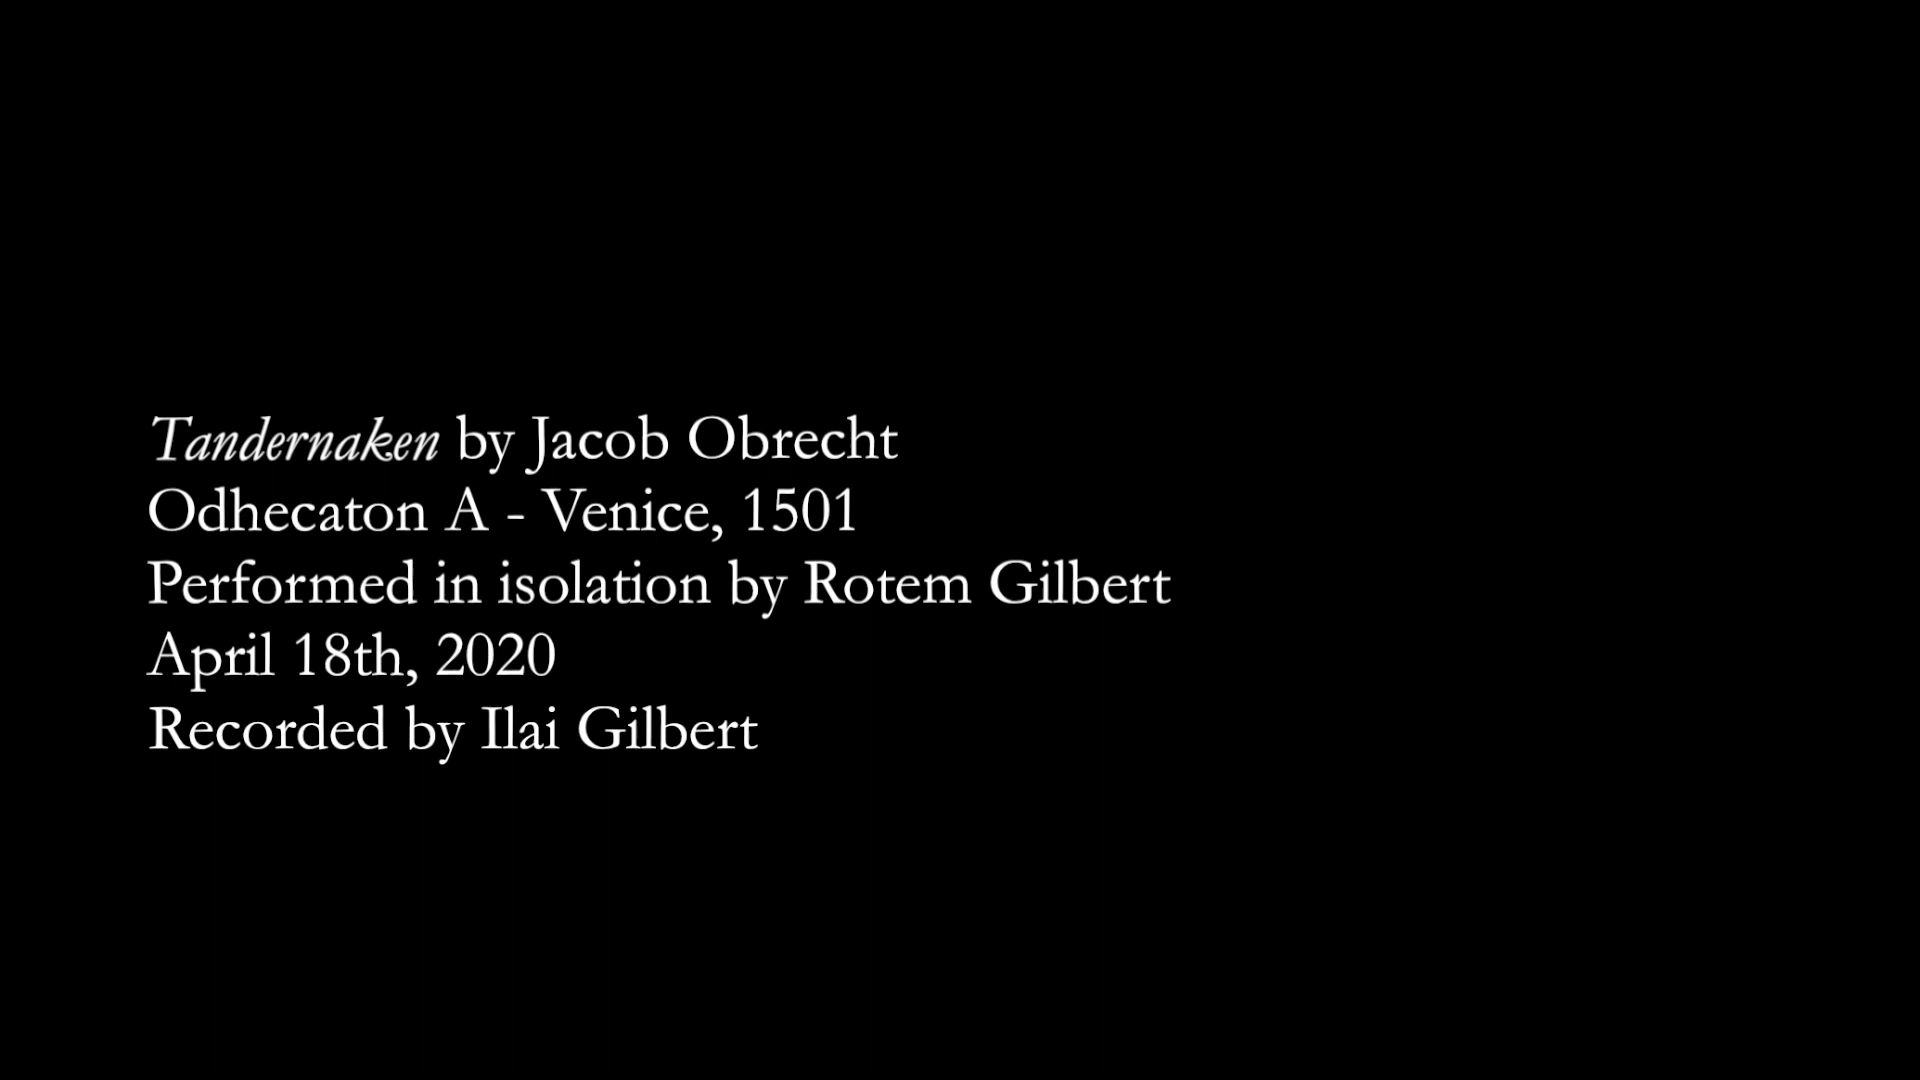 Tandernaken by Jacob Obrecht
Odhecaton A - Venice, 1501
Performed in isolation by Rotem Gilbert
April 18th, 2020
Recorded by Ilai Gilbert